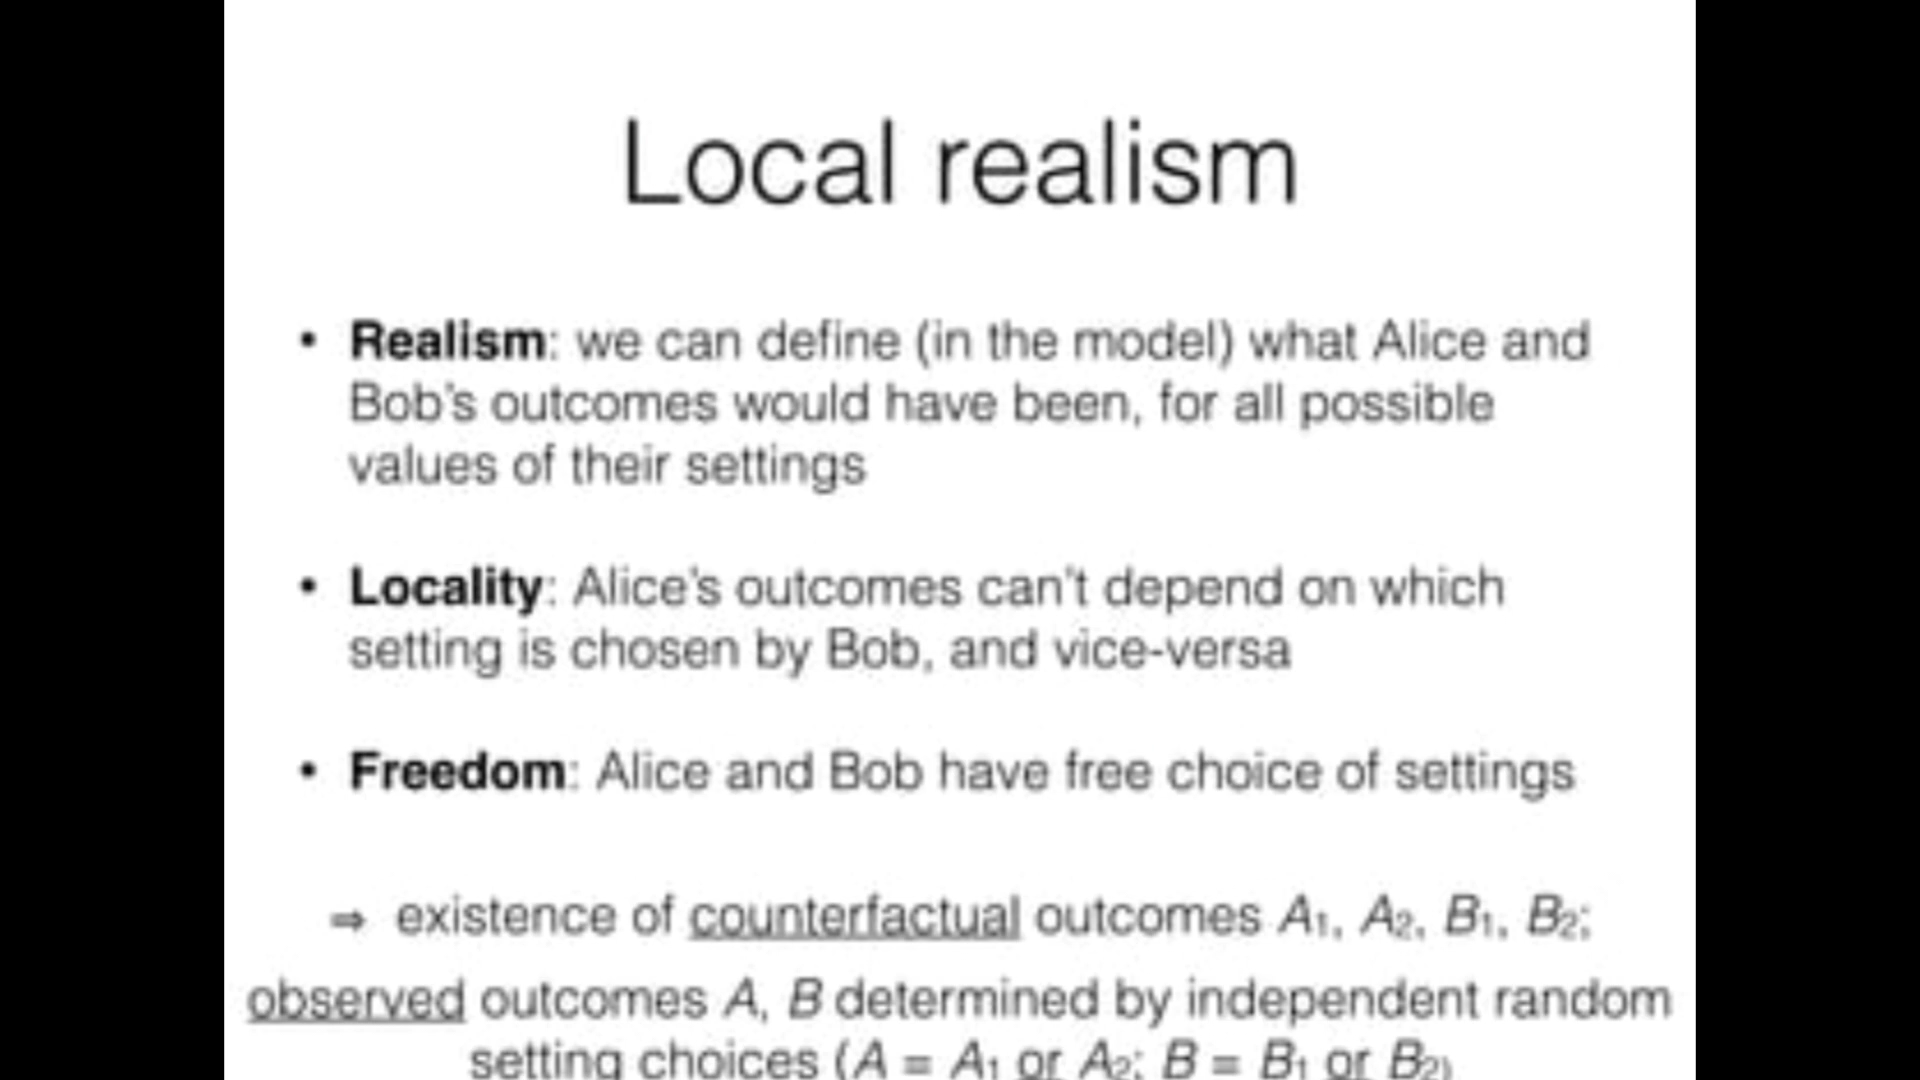 Local realism
• Realism: we can define (in the model) what Alice and
Bob's outcomes would have been, for all possible
values of their settings
• Locality: Alice's outcomes can't depend on which
setting is chosen by Bob, and vice-versa
• Freedom: Alice and Bob have free choice of settings
⇒ existence of counterfactual outcomes A₁, A₂, B₁, B₂;
observed outcomes A, B determined by independent random
setting choices (A = A₁ or A₂; B = B₁ or B₂)